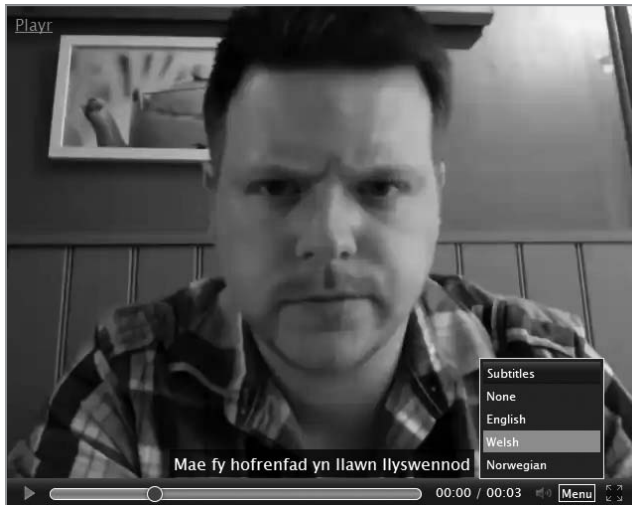 Playr
Mae fy hofrenfad yn llawn llyswennod
Subtitles
None
English
Welsh
Norwegian
00:00 / 00:03
Menu